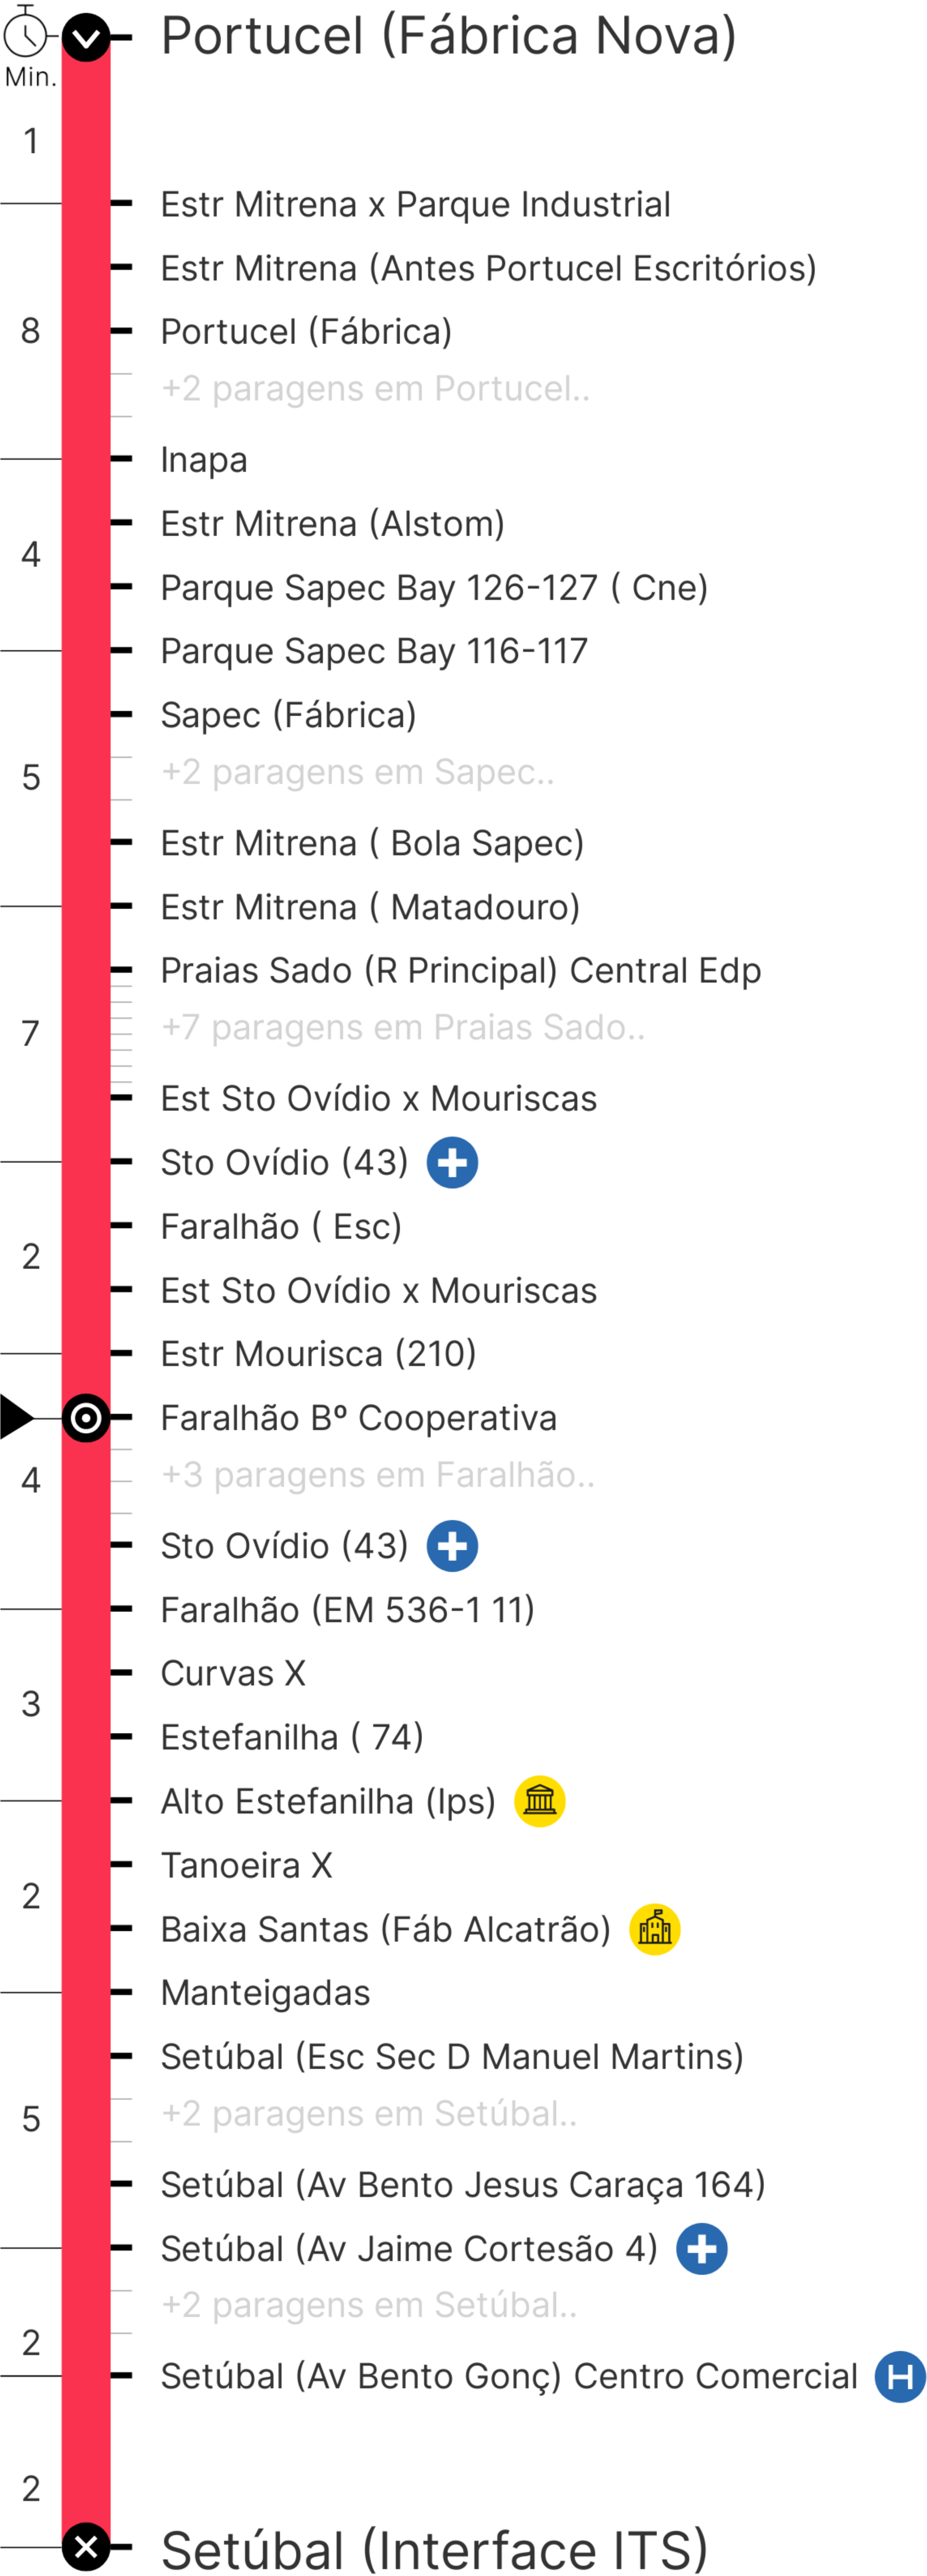 Portucel (Fábrica Nova)
Min.
1
Estr Mitrena x Parque Industrial
Estr Mitrena (Antes Portucel Escritórios)
8
Portucel (Fábrica)
+2 paragens em Portucel..
Inapa
Estr Mitrena (Alstom)
4
Parque Sapec Bay 126-127 ( Cne)
Parque Sapec Bay 116-117
Sapec (Fábrica)
+2 paragens em Sapec..
5
Estr Mitrena ( Bola Sapec)
Estr Mitrena ( Matadouro)
Praias Sado (R Principal) Central Edp
+7 paragens em Praias Sado..
7
Est Sto Ovídio x Mouriscas
Sto Ovídio (43)
Faralhão ( Esc)
2
Est Sto Ovídio x Mouriscas
Estr Mourisca (210)
Faralhão Bº Cooperativa
+3 paragens em Faralhão..
4
Sto Ovídio (43)
Faralhão (EM 536-1 11)
Curvas X
3
Estefanilha ( 74)
Alto Estefanilha (Ips)
Tanoeira X
2
Baixa Santas (Fáb Alcatrão)
Manteigadas
Setúbal (Esc Sec D Manuel Martins)
+2 paragens em Setúbal..
5
Setúbal (Av Bento Jesus Caraça 164)
Setúbal (Av Jaime Cortesão 4)
+2 paragens em Setúbal..
2
Setúbal (Av Bento Gonç) Centro Comercial H
2
Setúbal (Interface ITS)